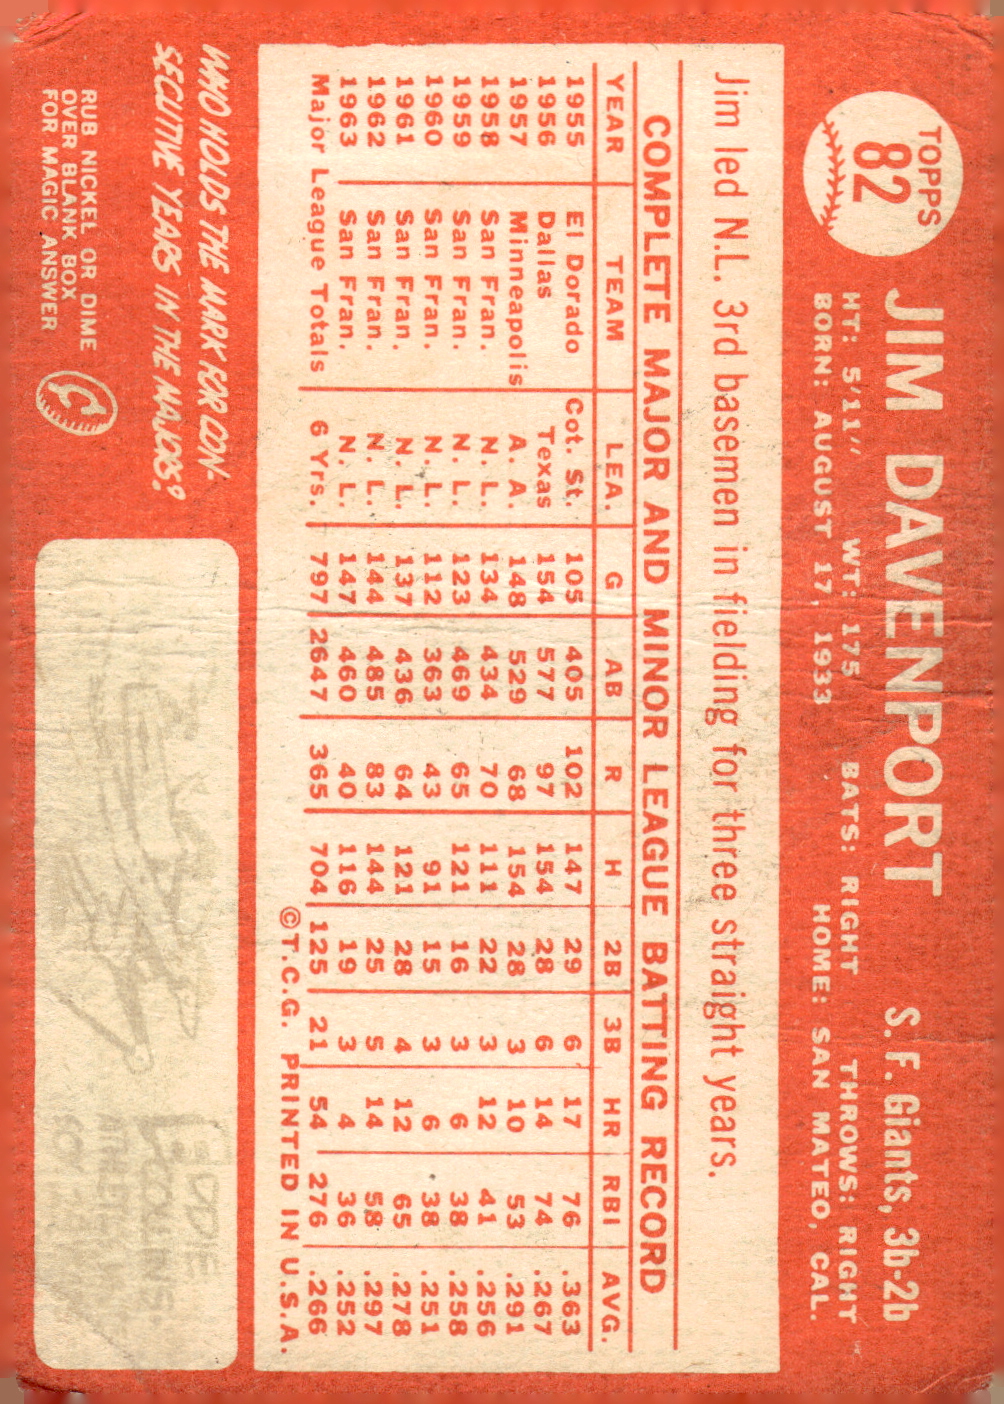 TOPPS
82
JIM DAVENPORT S. F. Giants, 3b-2b
HT: 5'11" WT: 175 BATS: RIGHT THROWS: RIGHT
BORN: AUGUST 17, 1933 HOME: SAN MATEO, CAL.
Jim led N.L. 3rd basemen in fielding for three straight years.
COMPLETE MAJOR AND MINOR LEAGUE BATTING RECORD
YEAR TEAM LEA. G AB R H 2B 3B HR RBI AVG.
1955 El Dorado Cot. St. 105 405 102 147 29 6 17 76 .363
1956 Dallas Texas 154 577 97 154 28 6 14 74 .267
1957 Minneapolis A. A. 148 529 68 154 28 3 10 53 .291
1958 San Fran. N. L. 134 434 70 111 22 3 12 41 .256
1959 San Fran. N. L. 123 469 65 121 16 3 6 38 .258
1960 San Fran. N. L. 112 363 43 91 15 3 6 38 .251
1961 San Fran. N. L. 137 436 64 121 28 4 12 65 .278
1962 San Fran. N. L. 144 485 83 144 25 5 14 58 .297
1963 San Fran. N. L. 147 460 40 116 19 3 4 36 .252
Major League Totals 6 Yrs. 797 2647 365 704 125 21 54 276 .266
©T.C.G. PRINTED IN U.S.A.
WHO HOLDS THE MARK FOR CON-
SECUTIVE YEARS IN THE MAJORS?
RUB NICKEL OR DIME
OVER BLANK BOX
FOR MAGIC ANSWER
EDDIE
COLLINS-